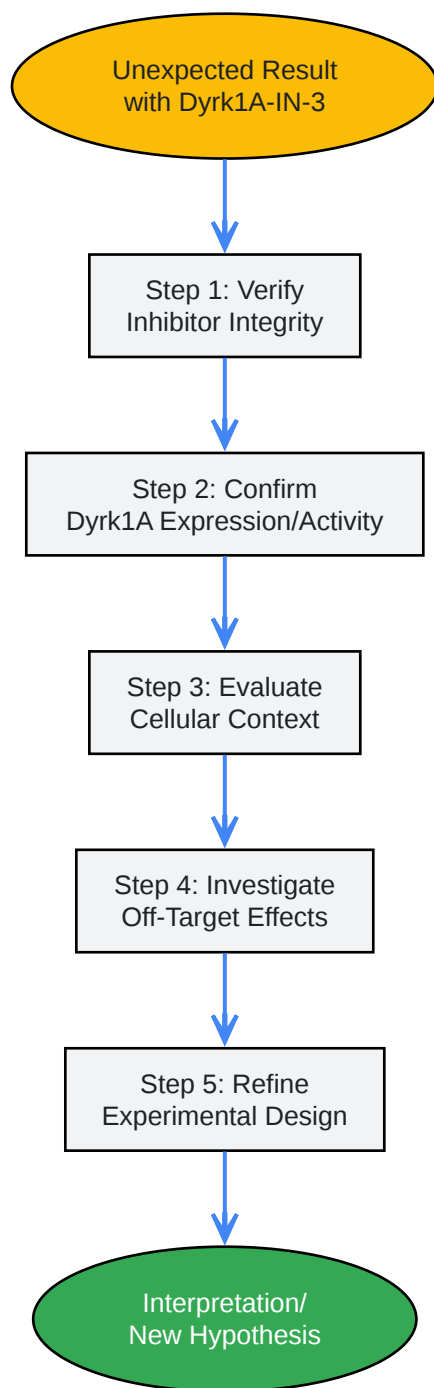 Unexpected Result
with Dyrk1A-IN-3
Step 1: Verify
Inhibitor Integrity
Step 2: Confirm
Dyrk1A Expression/Activity
Step 3: Evaluate
Cellular Context
Step 4: Investigate
Off-Target Effects
Step 5: Refine
Experimental Design
Interpretation/
New Hypothesis